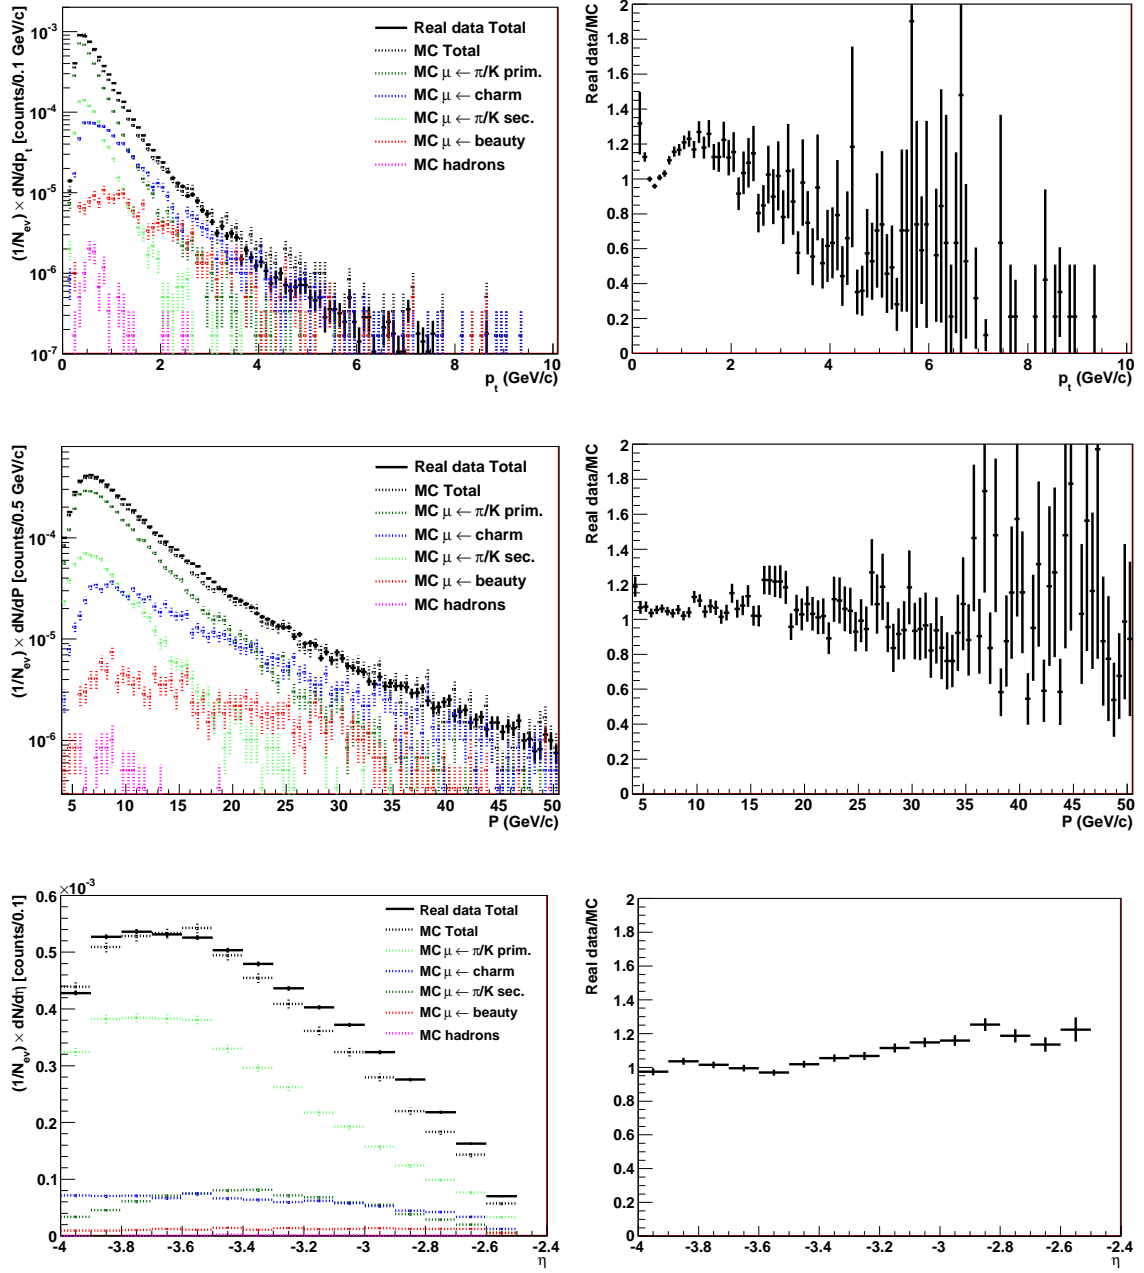 (1/N_ev) × dN/dp_t [counts/0.1 GeV/c]
10⁻³
10⁻⁴
10⁻⁵
10⁻⁶
10⁻⁷
Real data Total
MC Total
MC μ ← π/K prim.
MC μ ← charm
MC μ ← π/K sec.
MC μ ← beauty
MC hadrons
0 2 4 6 8 10
p_t (GeV/c)
Real data/MC
2
1.8
1.6
1.4
1.2
1
0.8
0.6
0.4
0.2
0
0 2 4 6 8 10
p_t (GeV/c)
(1/N_ev) × dN/dP [counts/0.5 GeV/c]
10⁻⁴
10⁻⁵
10⁻⁶
Real data Total
MC Total
MC μ ← π/K prim.
MC μ ← charm
MC μ ← π/K sec.
MC μ ← beauty
MC hadrons
5 10 15 20 25 30 35 40 45 50
P (GeV/c)
Real data/MC
2
1.8
1.6
1.4
1.2
1
0.8
0.6
0.4
0.2
0
5 10 15 20 25 30 35 40 45 50
P (GeV/c)
(1/N_ev) × dN/dη [counts/0.1]
×10⁻³
0.6
0.5
0.4
0.3
0.2
0.1
0
Real data Total
MC Total
MC μ ← π/K prim.
MC μ ← charm
MC μ ← π/K sec.
MC μ ← beauty
MC hadrons
-4 -3.8 -3.6 -3.4 -3.2 -3 -2.8 -2.6 -2.4
η
Real data/MC
2
1.8
1.6
1.4
1.2
1
0.8
0.6
0.4
0.2
0
-4 -3.8 -3.6 -3.4 -3.2 -3 -2.8 -2.6 -2.4
η